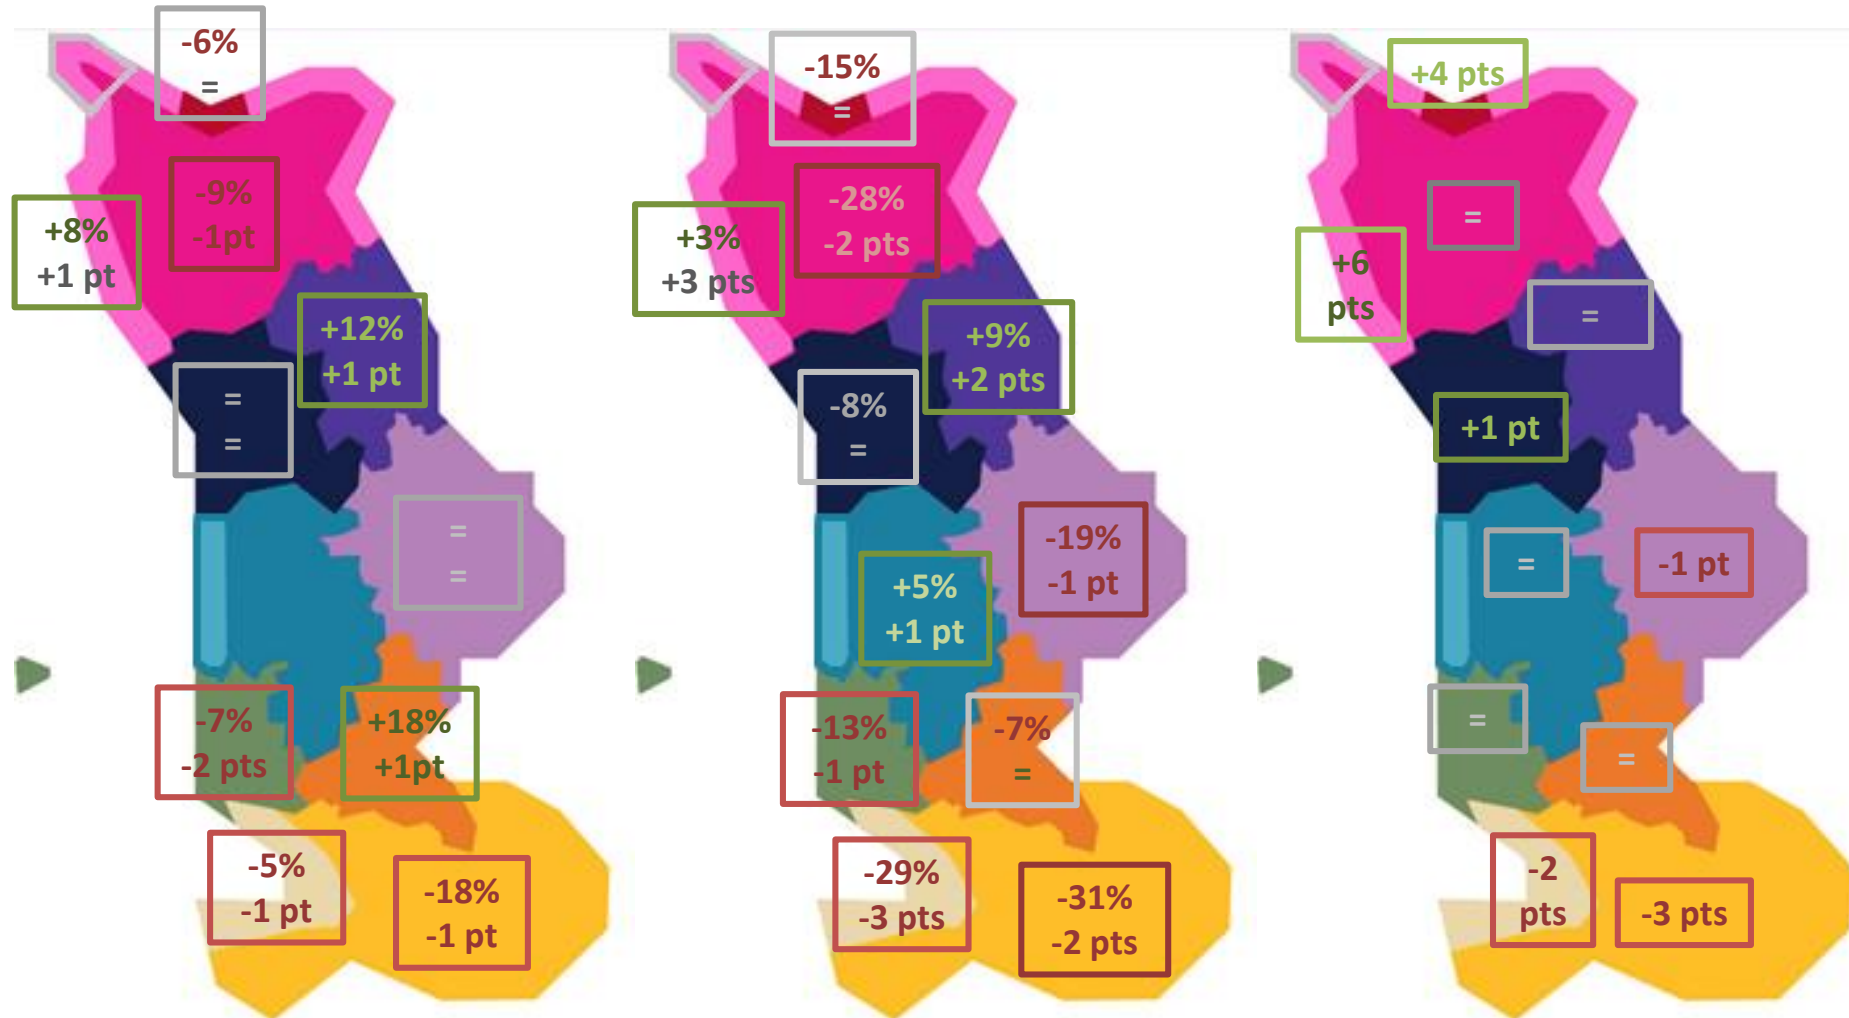 -6%
=
-9%
-1pt
+8%
+1 pt
+12%
+1 pt
=
=
=
=
-7%
-2 pts
+18%
+1pt
-5%
-1 pt
-18%
-1 pt
-15%
=
-28%
-2 pts
+3%
+3 pts
+9%
+2 pts
-8%
=
-19%
-1 pt
+5%
+1 pt
-13%
-1 pt
-7%
=
-29%
-3 pts
-31%
-2 pts
+4 pts
=
+6
pts
=
+1 pt
=
-1 pt
=
=
-2
pts
-3 pts